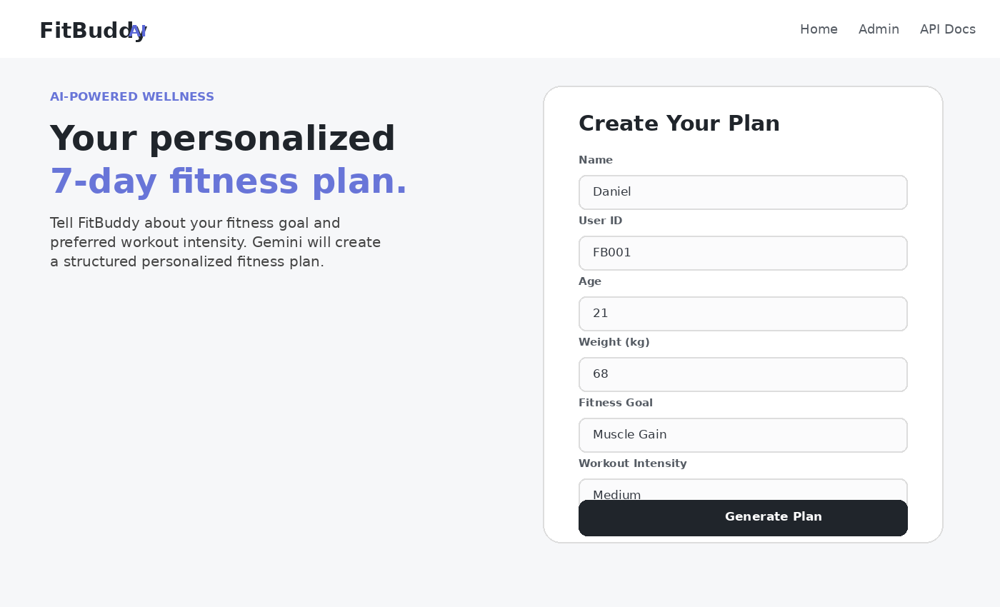 FitBuddy AI
Home Admin API Docs
AI-POWERED WELLNESS
Your personalized
7-day fitness plan.
Tell FitBuddy about your fitness goal and
preferred workout intensity. Gemini will create
a structured personalized fitness plan.
Create Your Plan
Name
Daniel
User ID
FB001
Age
21
Weight (kg)
68
Fitness Goal
Muscle Gain
Workout Intensity
Medium
Generate Plan